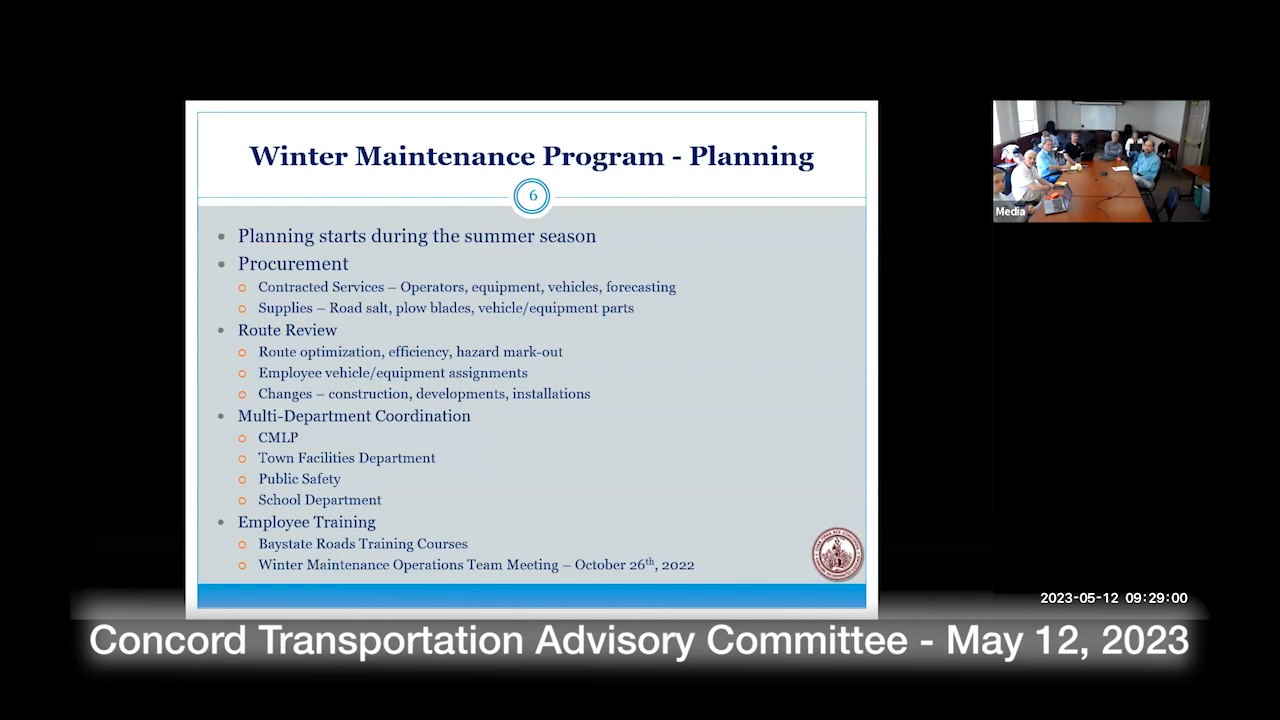 Winter Maintenance Program - Planning
6
Planning starts during the summer season
Procurement
Contracted Services – Operators, equipment, vehicles, forecasting
Supplies – Road salt, plow blades, vehicle/equipment parts
Route Review
Route optimization, efficiency, hazard mark-out
Employee vehicle/equipment assignments
Changes – construction, developments, installations
Multi-Department Coordination
CMLP
Town Facilities Department
Public Safety
School Department
Employee Training
Baystate Roads Training Courses
Winter Maintenance Operations Team Meeting – October 26th, 2022
Media
2023-05-12 09:29:00
Concord Transportation Advisory Committee - May 12, 2023